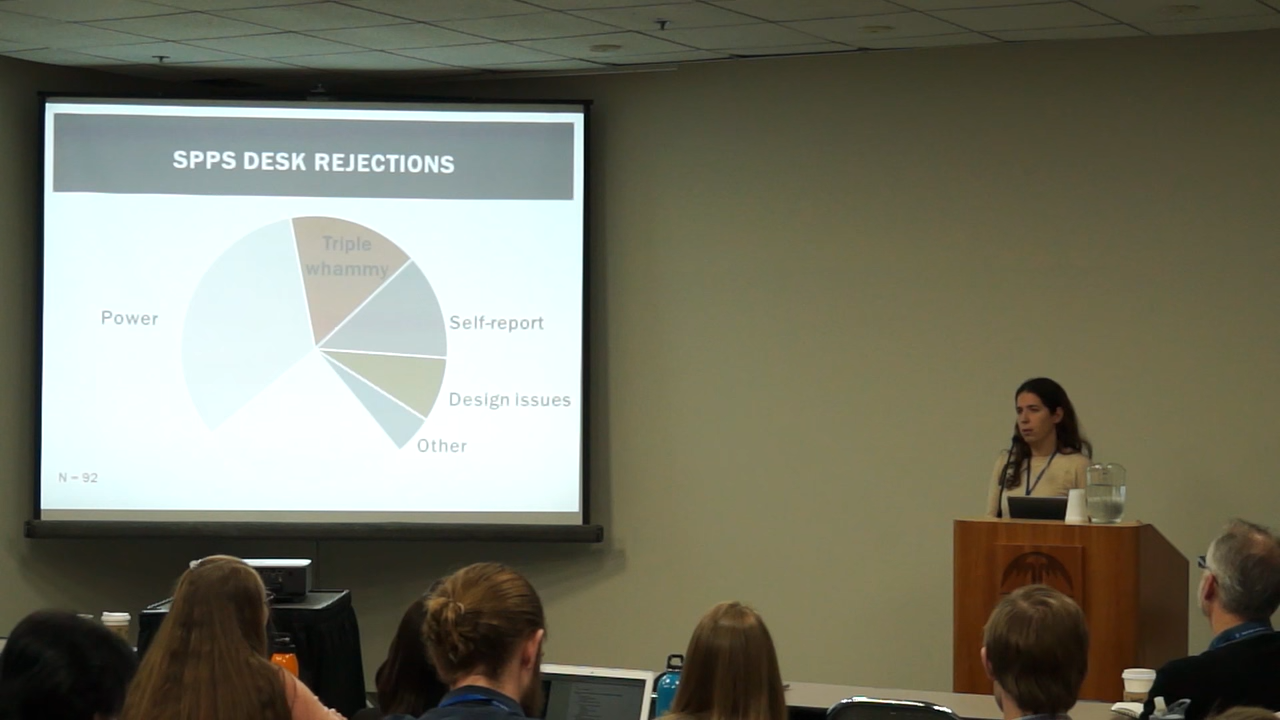 SPPS DESK REJECTIONS
Triple
whammy
Power
Self-report
Design issues
Other
N = 92